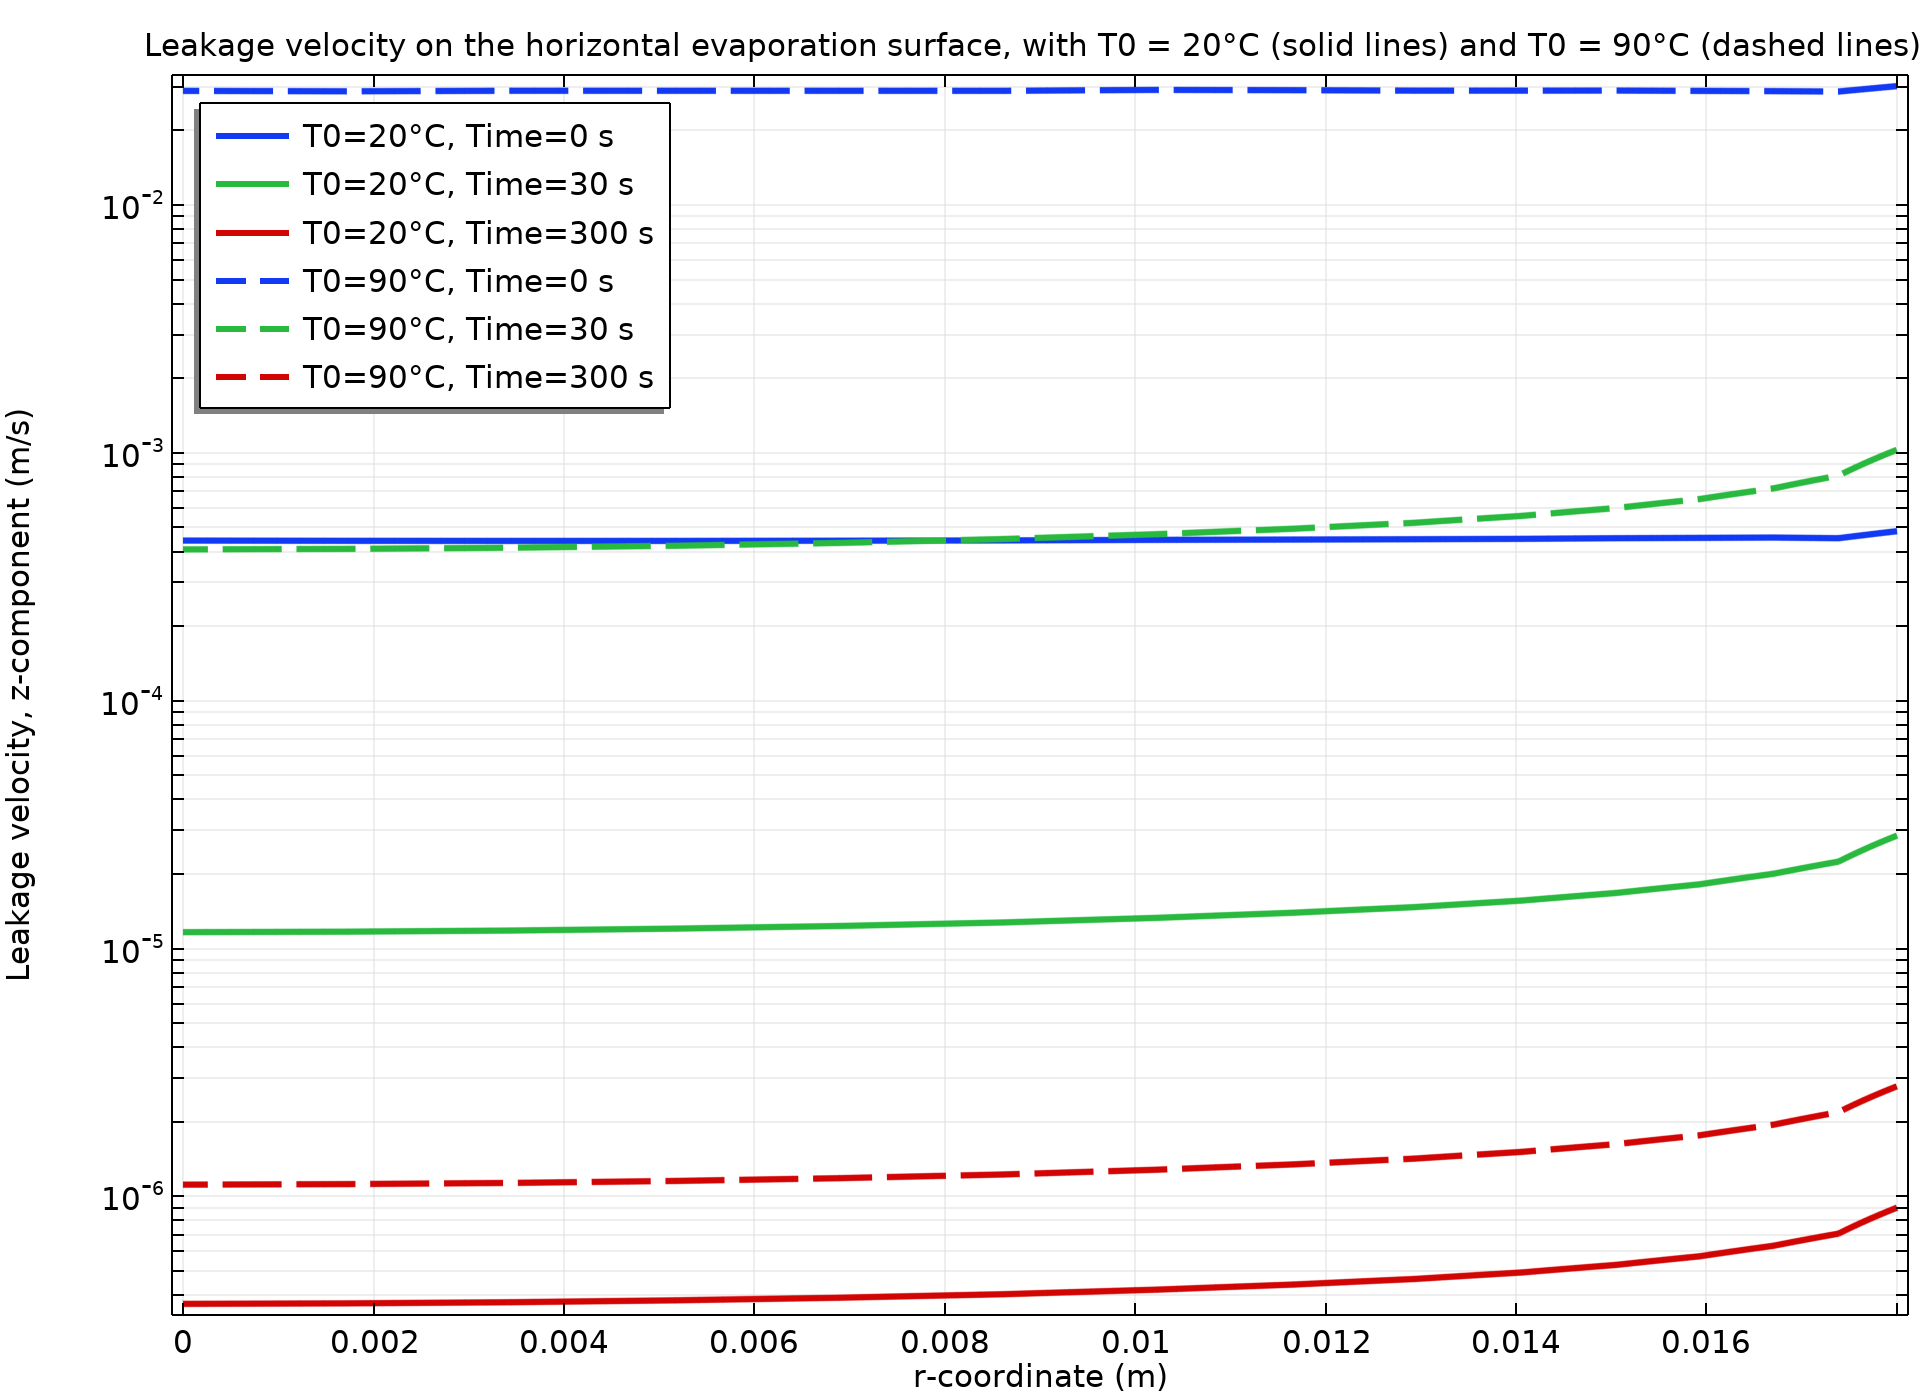 Leakage velocity on the horizontal evaporation surface, with T0 = 20°C (solid lines) and T0 = 90°C (dashed lines)
T0=20°C, Time=0 s
T0=20°C, Time=30 s
T0=20°C, Time=300 s
T0=90°C, Time=0 s
T0=90°C, Time=30 s
T0=90°C, Time=300 s
Leakage velocity, z-component (m/s)
10⁻²
10⁻³
10⁻⁴
10⁻⁵
10⁻⁶
0 0.002 0.004 0.006 0.008 0.01 0.012 0.014 0.016
r-coordinate (m)